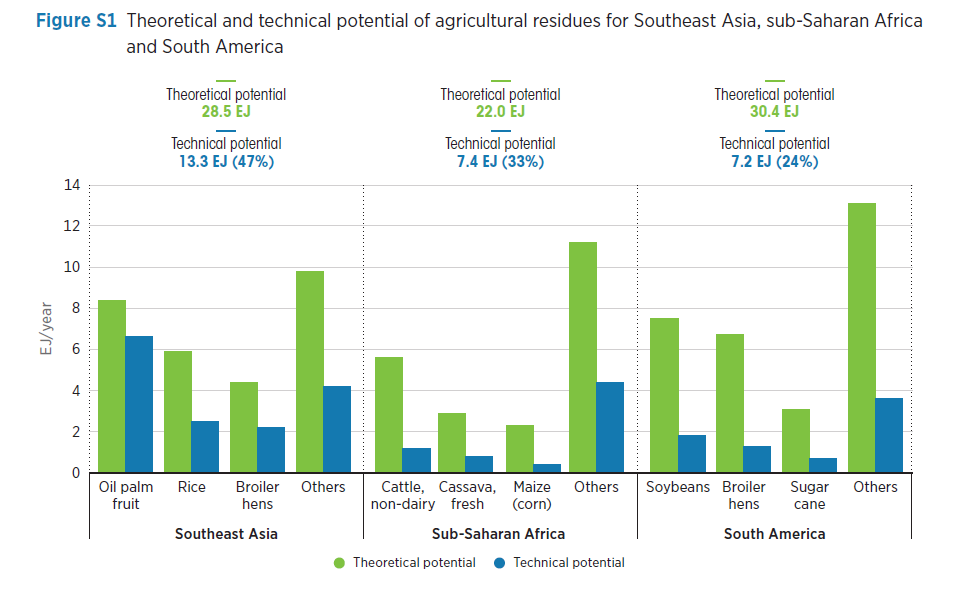 Figure S1 Theoretical and technical potential of agricultural residues for Southeast Asia, sub-Saharan Africa
and South America
Theoretical potential
28.5 EJ
Technical potential
13.3 EJ (47%)
Theoretical potential
22.0 EJ
Technical potential
7.4 EJ (33%)
Theoretical potential
30.4 EJ
Technical potential
7.2 EJ (24%)
EJ/year
14
12
10
8
6
4
2
0
Oil palm
fruit
Rice
Broiler
hens
Others
Southeast Asia
Cattle,
non-dairy
Cassava,
fresh
Maize
(corn)
Others
Sub-Saharan Africa
Soybeans
Broiler
hens
Sugar
cane
Others
South America
Theoretical potential
Technical potential